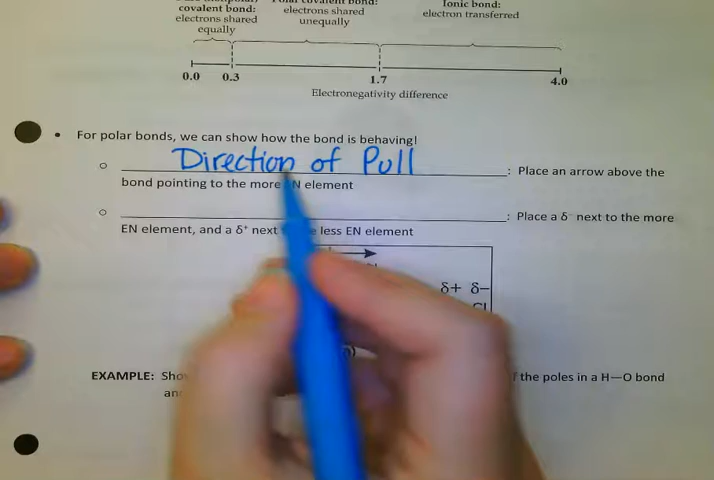 covalent bond:
electrons shared
equally
electrons shared
unequally
Ionic bond:
electron transferred
0.0 0.3 1.7 4.0
Electronegativity difference
• For polar bonds, we can show how the bond is behaving!
o Direction of Pull : Place an arrow above the
bond pointing to the more N element
o : Place a δ⁻ next to the more
EN element, and a δ⁺ next less EN element
δ+ δ−
Cl
EXAMPLE: the poles in a H—O bond